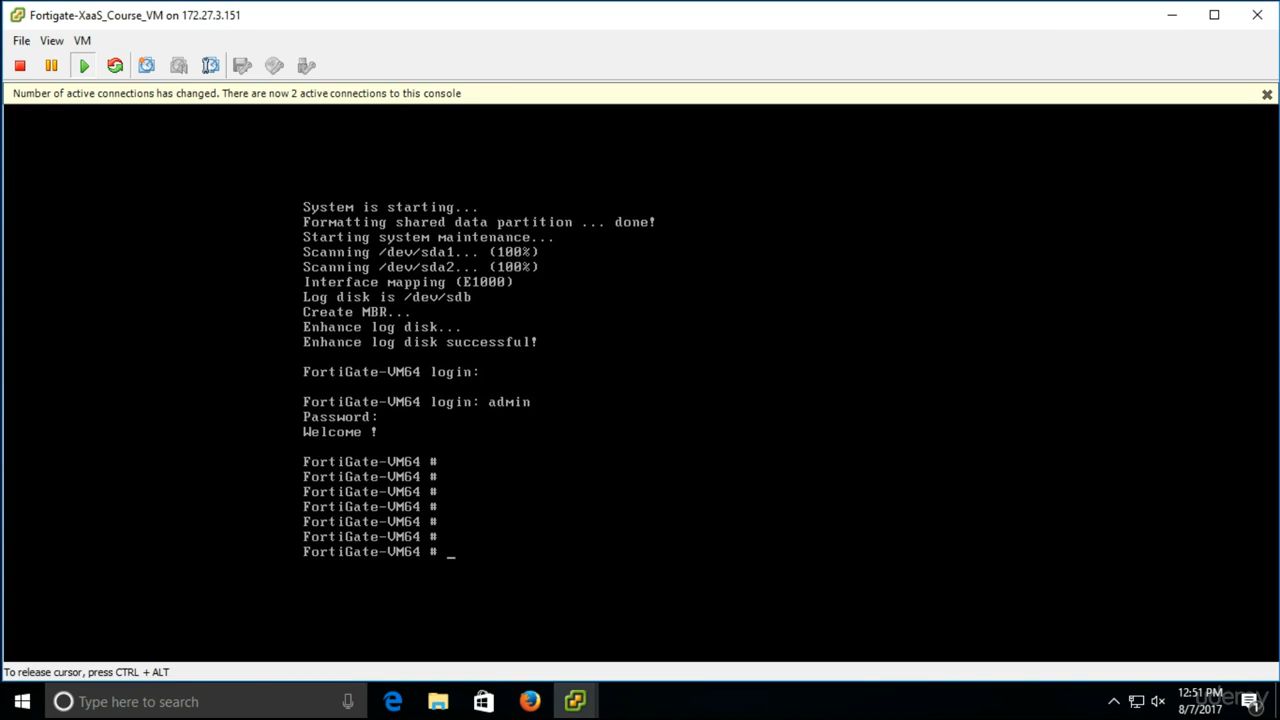 Fortigate-XaaS_Course_VM on 172.27.3.151
File View VM
Number of active connections has changed. There are now 2 active connections to this console
System is starting...
Formatting shared data partition ... done!
Starting system maintenance...
Scanning /dev/sda1... (100%)
Scanning /dev/sda2... (100%)
Interface mapping (E1000)
Log disk is /dev/sdb
Create MBR...
Enhance log disk...
Enhance log disk successful!
FortiGate-VM64 login:
FortiGate-VM64 login: admin
Password:
Welcome !
FortiGate-VM64 #
FortiGate-VM64 #
FortiGate-VM64 #
FortiGate-VM64 #
FortiGate-VM64 #
FortiGate-VM64 #
FortiGate-VM64 # _
To release cursor, press CTRL + ALT
Type here to search
12:51 PM
8/7/2017
udemy
1